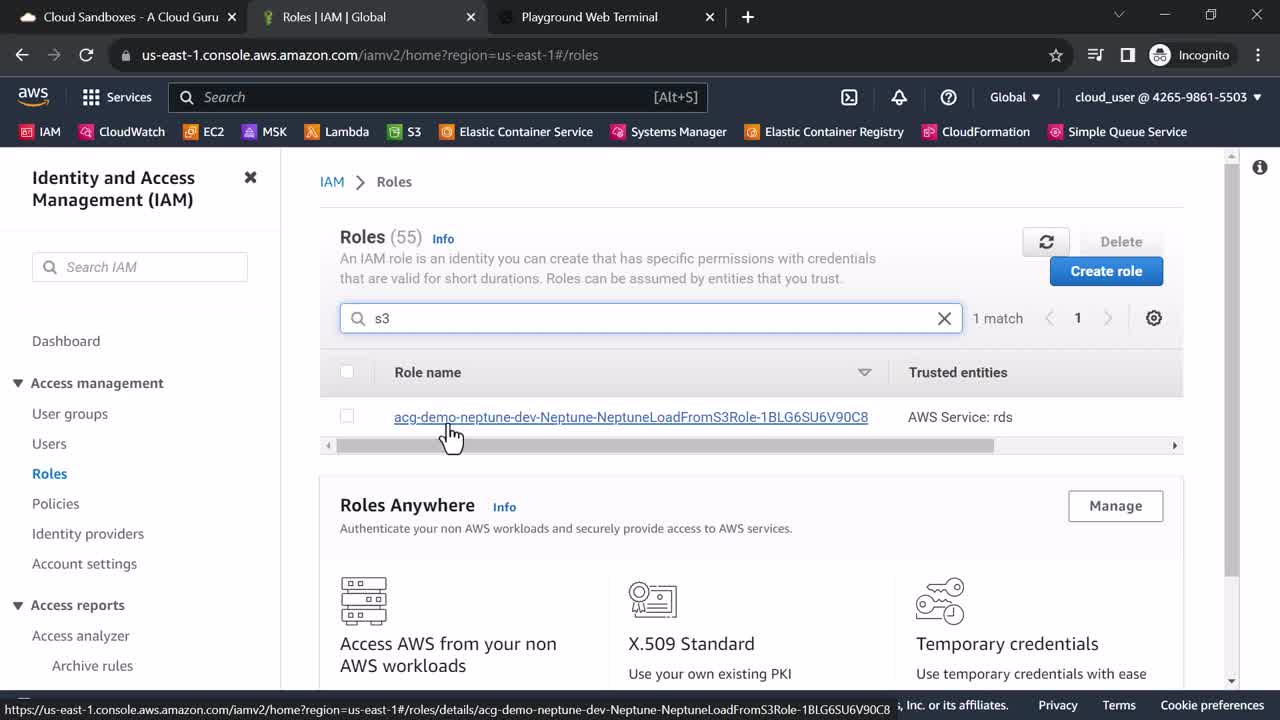 Cloud Sandboxes - A Cloud Guru
Roles | IAM | Global
Playground Web Terminal
us-east-1.console.aws.amazon.com/iamv2/home?region=us-east-1#/roles
Incognito
aws
Services
Search
[Alt+S]
Global
cloud_user @ 4265-9861-5503
IAM
CloudWatch
EC2
MSK
Lambda
S3
Elastic Container Service
Systems Manager
Elastic Container Registry
CloudFormation
Simple Queue Service
Identity and Access
Management (IAM)
Search IAM
Dashboard
Access management
User groups
Users
Roles
Policies
Identity providers
Account settings
Access reports
Access analyzer
Archive rules
IAM > Roles
Roles (55) Info
An IAM role is an identity you can create that has specific permissions with credentials
that are valid for short durations. Roles can be assumed by entities that you trust.
Delete
Create role
s3
1 match
1
Role name
Trusted entities
acg-demo-neptune-dev-Neptune-NeptuneLoadFromS3Role-1BLG6SU6V90C8
AWS Service: rds
Roles Anywhere Info
Authenticate your non AWS workloads and securely provide access to AWS services.
Manage
Access AWS from your non
AWS workloads
X.509 Standard
Use your own existing PKI
Temporary credentials
Use temporary credentials with ease
https://us-east-1.console.aws.amazon.com/iamv2/home?region=us-east-1#/roles/details/acg-demo-neptune-dev-Neptune-NeptuneLoadFromS3Role-1BLG6SU6V90C8
, Inc. or its affiliates.
Privacy
Terms
Cookie preferences